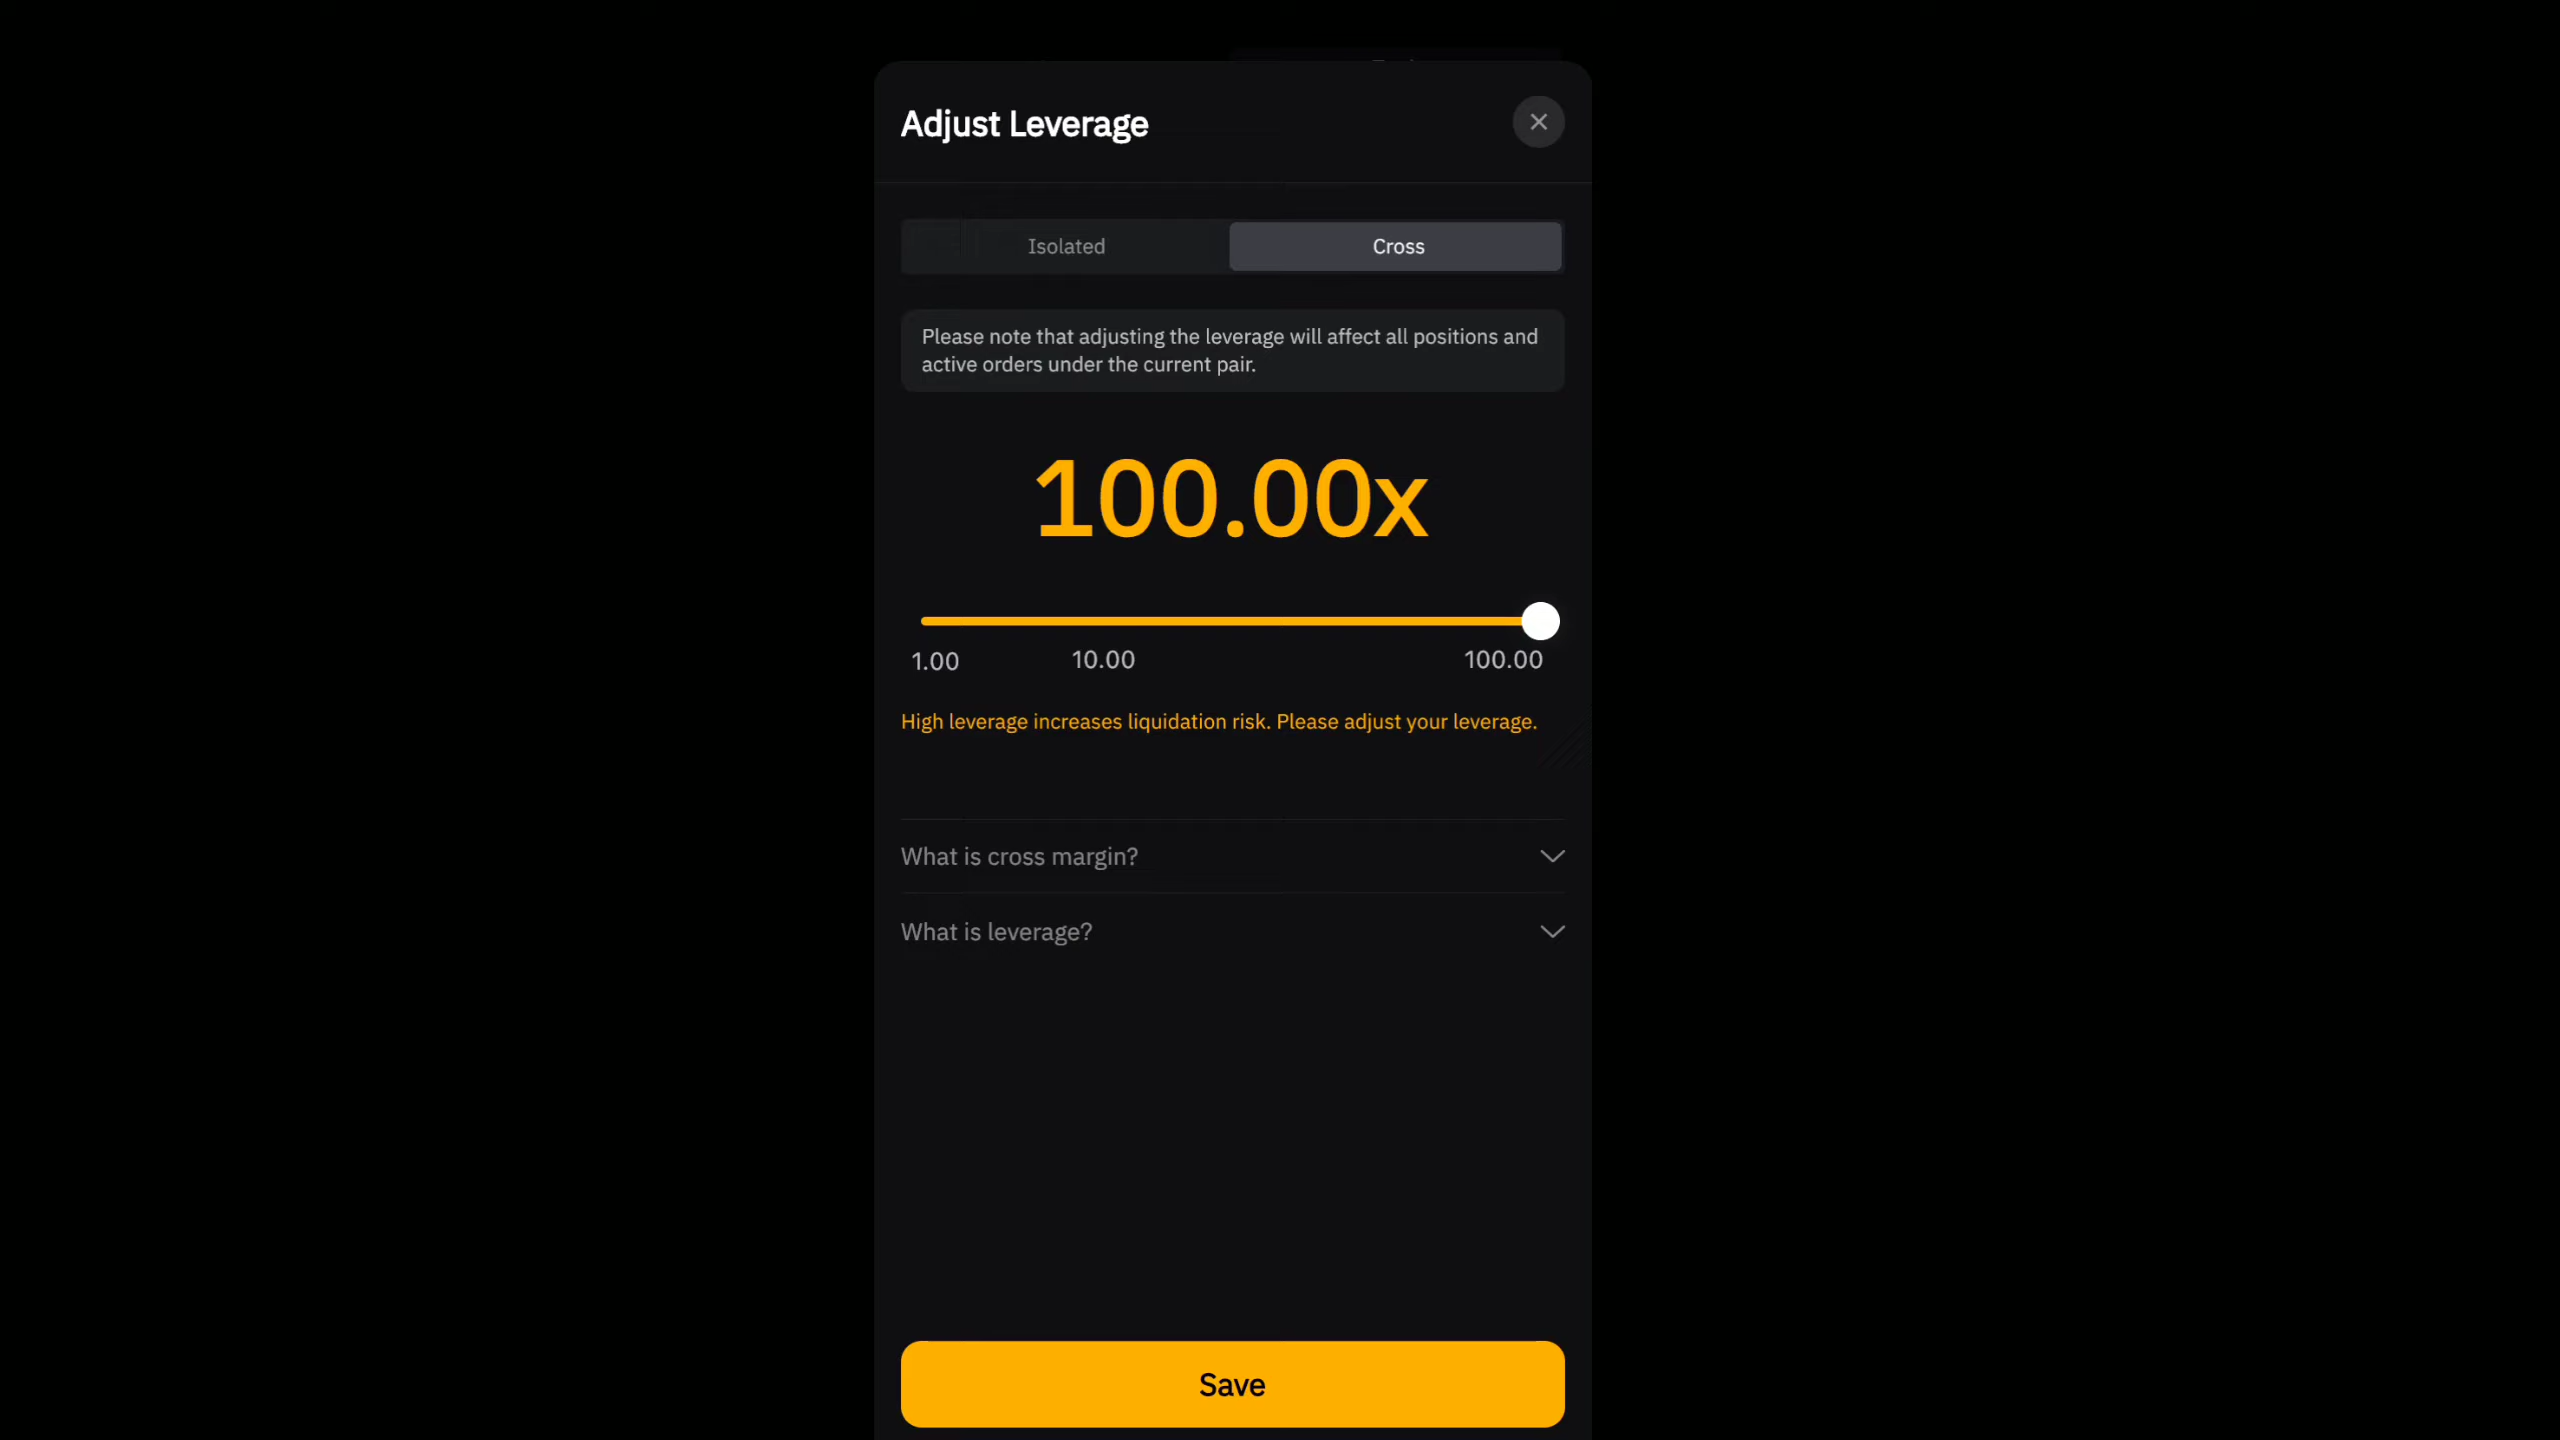 Adjust Leverage
Isolated
Cross
Please note that adjusting the leverage will affect all positions and
active orders under the current pair.
100.00x
1.00
10.00
100.00
High leverage increases liquidation risk. Please adjust your leverage.
What is cross margin?
What is leverage?
Save